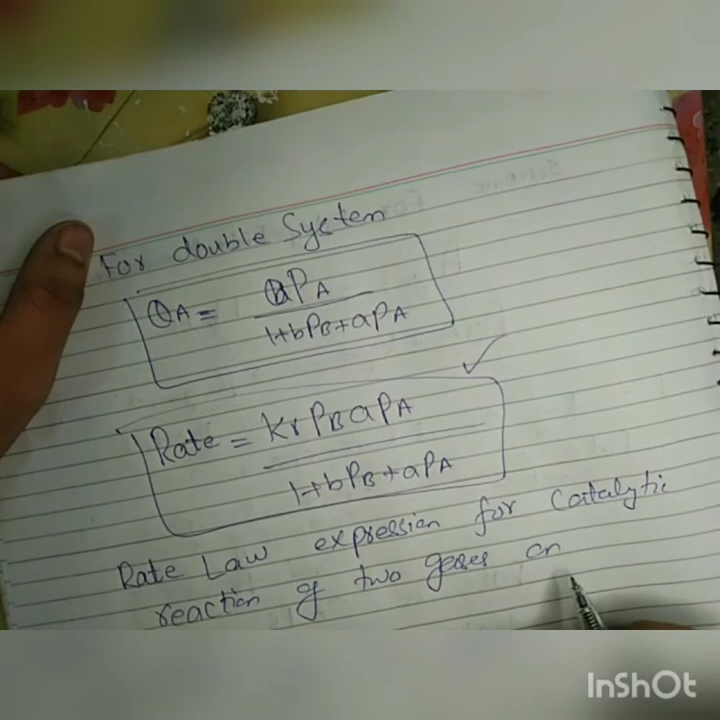 For double System
θA = aPA
1+bPB+aPA
Rate = Kr PB a PA
1+bPB+aPA
Rate Law expression for Catalytic
reaction of two gases on
InShOt